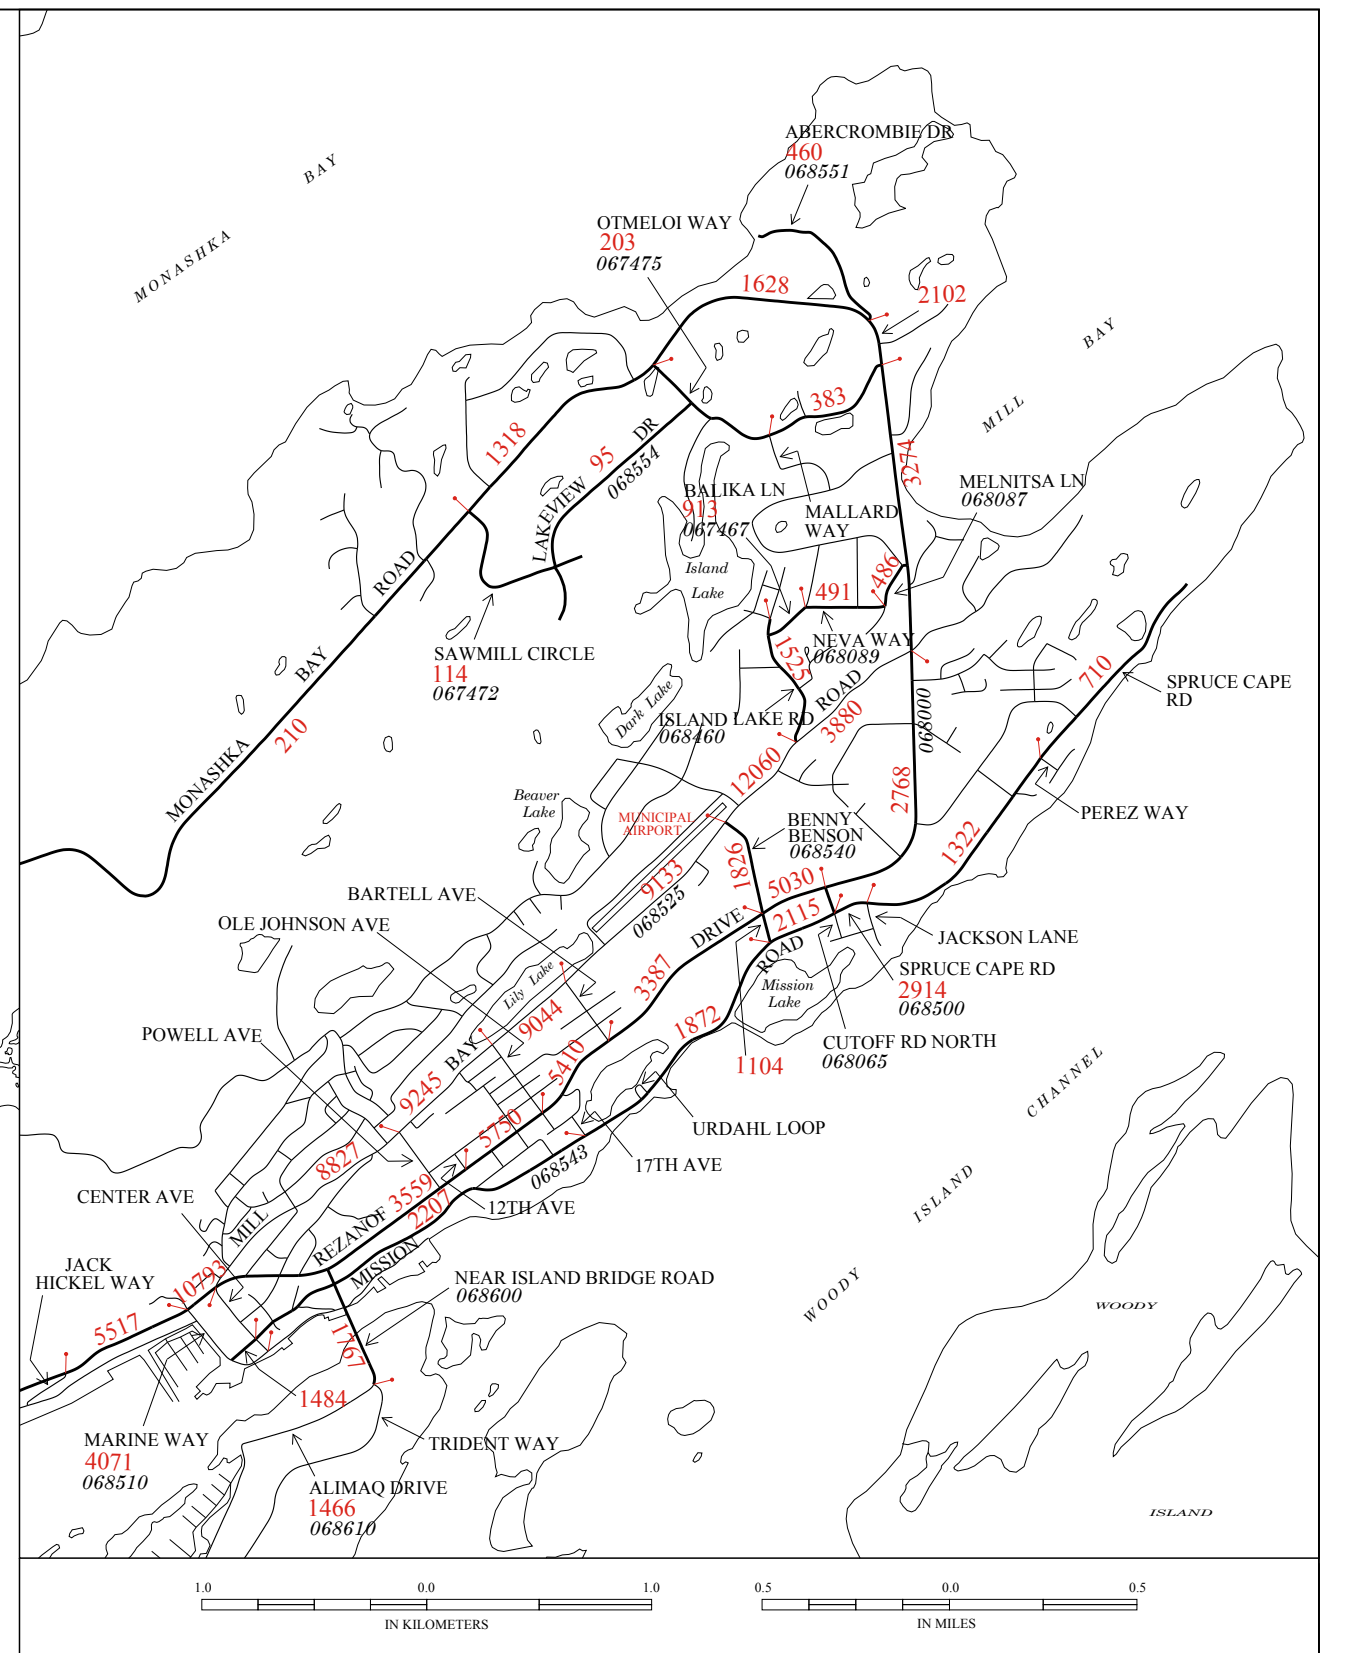 ABERCROMBIE DR
460
068551
BAY
MONASHKA
OTMELOI WAY
203
067475
1628
2102
BAY
MILL
383
1318
95
DR
068554
LAKEVIEW
3274
BALIKA LN
913
067467
MELNITSA LN
068087
MALLARD
WAY
Island
Lake
486
491
ROAD
NEVA WAY
068089
1525
SAWMILL CIRCLE
114
067472
BAY
210
MONASHKA
Dark Lake
ISLAND LAKE RD
068460
ROAD
3880
068000
710
SPRUCE CAPE
RD
12060
2768
Beaver
Lake
MUNICIPAL
AIRPORT
BENNY
BENSON
068540
PEREZ WAY
1322
1826
9133
068525
5030
2115
BARTELL AVE
OLE JOHNSON AVE
DRIVE
ROAD
JACKSON LANE
SPRUCE CAPE RD
2914
068500
3387
Lily Lake
Mission
Lake
9044
1872
POWELL AVE
BAY
5410
1104
CUTOFF RD NORTH
068065
CHANNEL
9245
5750
URDAHL LOOP
068543
17TH AVE
8827
3559
2207
12TH AVE
CENTER AVE
MILL
REZANOF
MISSION
ISLAND
WOODY
JACK
HICKEL WAY
10793
5517
NEAR ISLAND BRIDGE ROAD
068600
1767
WOODY
1484
MARINE WAY
4071
068510
TRIDENT WAY
ALIMAQ DRIVE
1466
068610
ISLAND
1.0 0.0 1.0
IN KILOMETERS
0.5 0.0 0.5
IN MILES